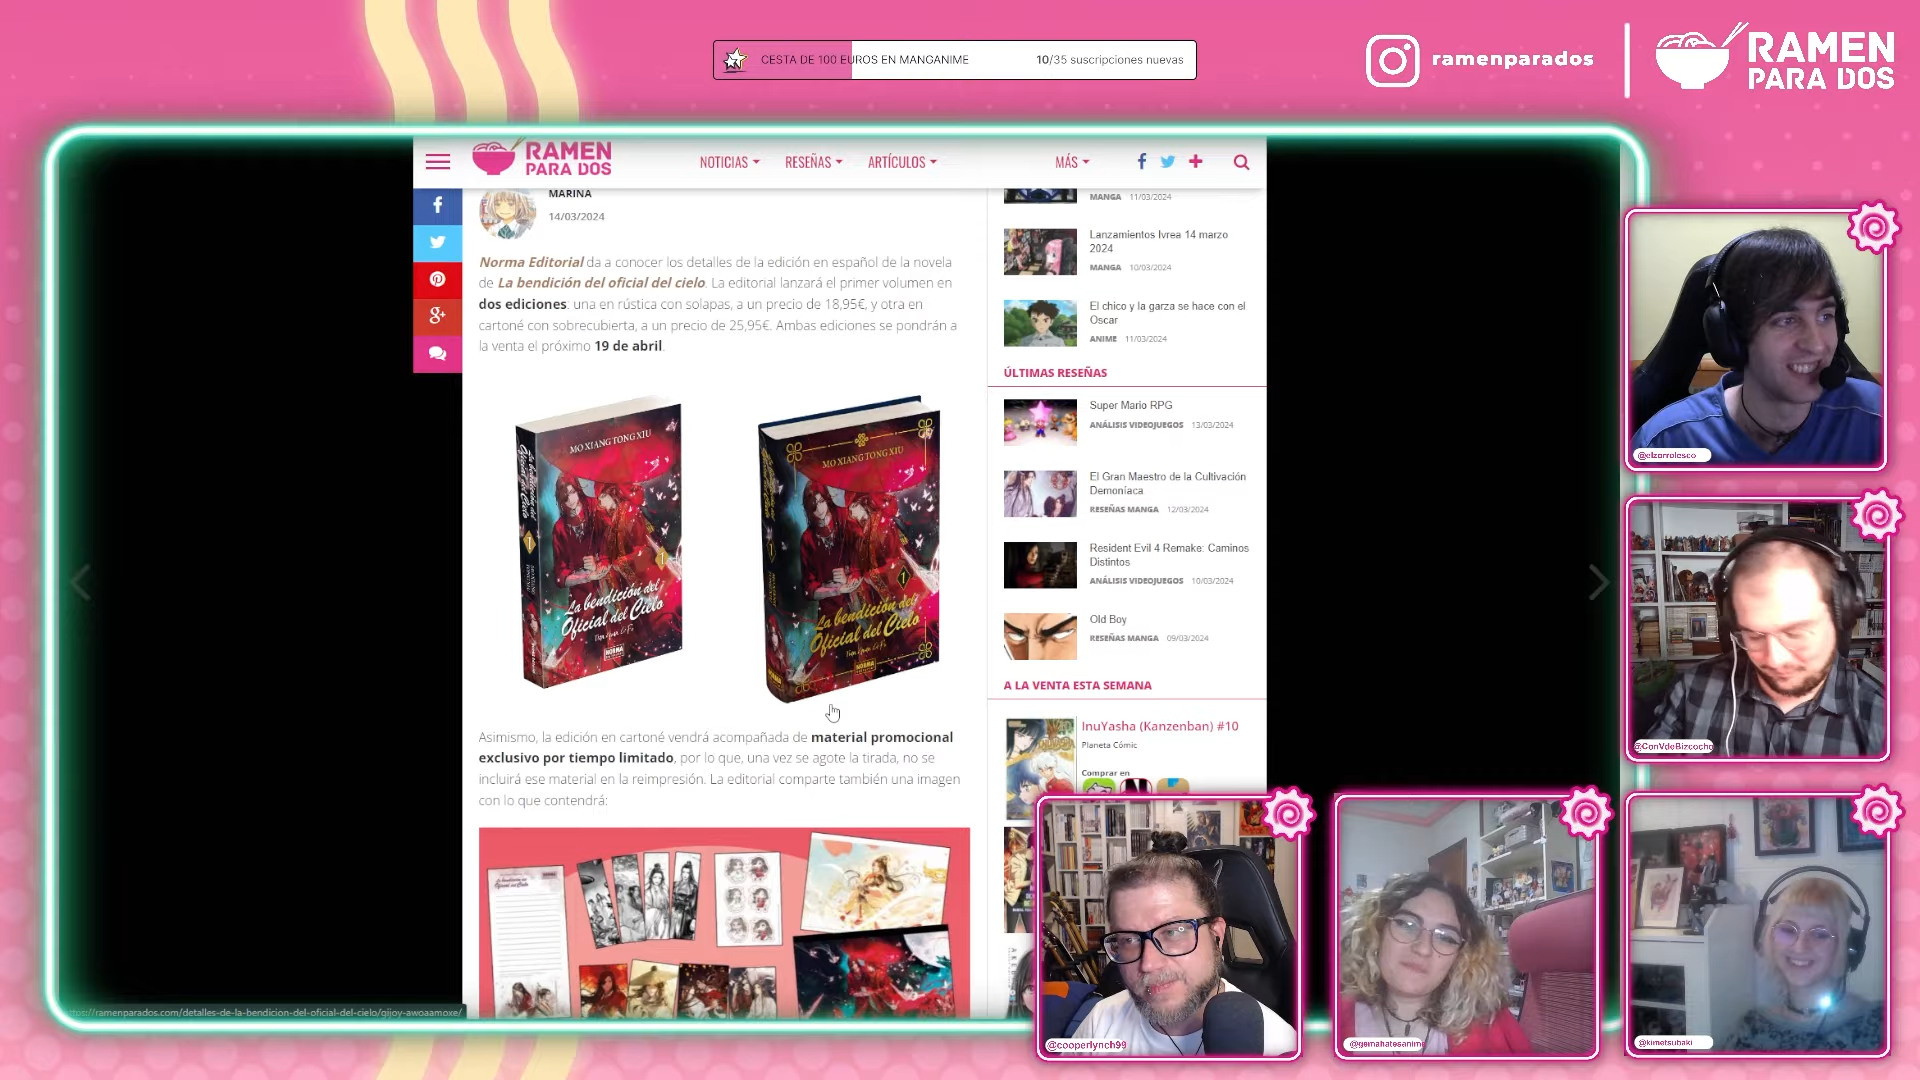 CESTA DE 100 EUROS EN MANGANIME
10/35 suscripciones nuevas
ramenparados
RAMEN
PARA DOS
RAMEN
PARA DOS
NOTICIAS
RESEÑAS
ARTÍCULOS
MÁS
MARINA
14/03/2024
Norma Editorial da a conocer los detalles de la edición en español de la novela
de La bendición del oficial del cielo. La editorial lanzará el primer volumen en
dos ediciones: una en rústica con solapas, a un precio de 18,95€, y otra en
cartoné con sobrecubierta, a un precio de 25,95€. Ambas ediciones se pondrán a
la venta el próximo 19 de abril.
MO XIANG TONG XIU
1
La bendición del
Oficial del Cielo
NORMA
MO XIANG TONG XIU
1
La bendición del
Oficial del Cielo
NORMA
Asimismo, la edición en cartoné vendrá acompañada de material promocional
exclusivo por tiempo limitado, por lo que, una vez se agote la tirada, no se
incluirá ese material en la reimpresión. La editorial comparte también una imagen
con lo que contendrá:
MANGA 11/03/2024
Lanzamientos Ivrea 14 marzo
2024
MANGA 10/03/2024
El chico y la garza se hace con el
Oscar
ANIME 11/03/2024
ÚLTIMAS RESEÑAS
Super Mario RPG
ANÁLISIS VIDEOJUEGOS 13/03/2024
El Gran Maestro de la Cultivación
Demoníaca
RESEÑAS MANGA 12/03/2024
Resident Evil 4 Remake: Caminos
Distintos
ANÁLISIS VIDEOJUEGOS 10/03/2024
Old Boy
RESEÑAS MANGA 09/03/2024
A LA VENTA ESTA SEMANA
InuYasha (Kanzenban) #10
Planeta Cómic
Comprar en
@elzorrolesco
@ConVdeBizcocho
@cooperlynch99
@gemahatesanime
@kimetsubaki